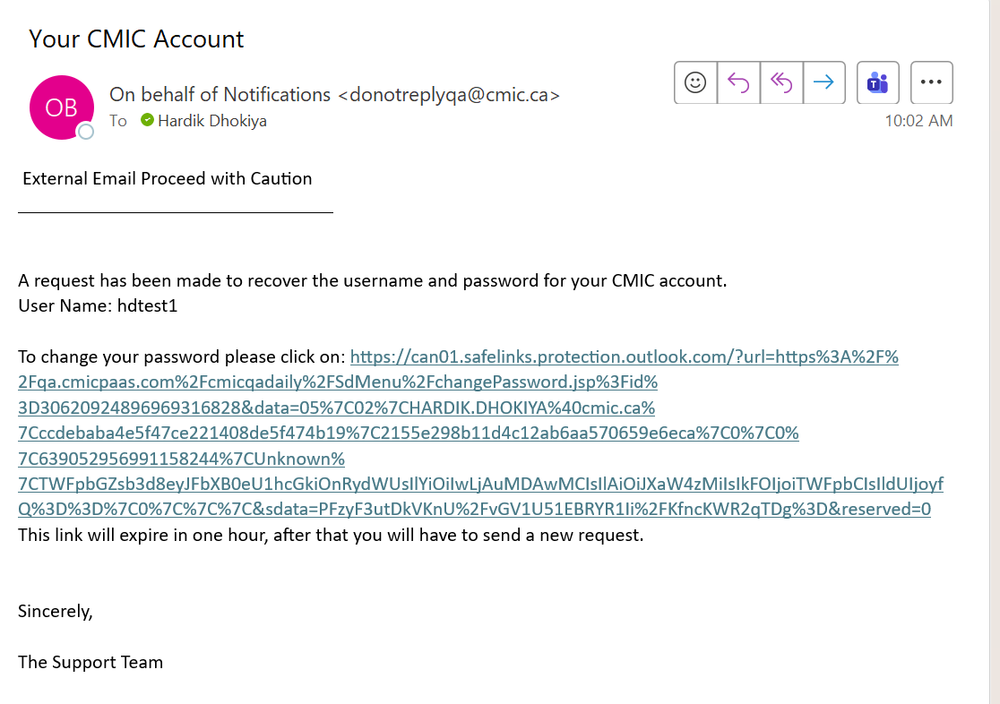 Your CMIC Account
OB
On behalf of Notifications <donotreplyqa@cmic.ca>
To Hardik Dhokiya
T
10:02 AM
External Email Proceed with Caution
A request has been made to recover the username and password for your CMIC account.
User Name: hdtest1
To change your password please click on: https://can01.safelinks.protection.outlook.com/?url=https%3A%2F%
2Fqa.cmicpaas.com%2Fcmicqadaily%2FSdMenu%2FchangePassword.jsp%3Fid%
3D30620924896969316828&data=05%7C02%7CHARDIK.DHOKIYA%40cmic.ca%
7Cccdebaba4e5f47ce221408de5f474b19%7C2155e298b11d4c12ab6aa570659e6eca%7C0%7C0%
7C639052956991158244%7CUnknown%
7CTWFpbGZsb3d8eyJFbXB0eU1hcGkiOnRydWUsIlYiOiIwLjAuMDAwMCIsIlAiOiJXaW4zMiIsIkFOIjoiTWFpbCIsIldUIjoyf
Q%3D%3D%7C0%7C%7C%7C&sdata=PFzyF3utDkVKnU%2FvGV1U51EBRYR1Ii%2FKfncKWR2qTDg%3D&reserved=0
This link will expire in one hour, after that you will have to send a new request.
Sincerely,
The Support Team